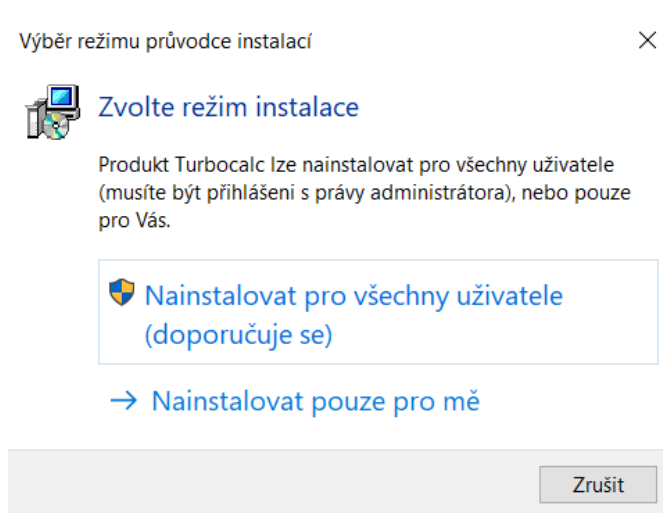 Výběr režimu průvodce instalací
Zvolte režim instalace
Produkt Turbocalc lze nainstalovat pro všechny uživatele
(musíte být přihlášeni s právy administrátora), nebo pouze
pro Vás.
Nainstalovat pro všechny uživatele
(doporučuje se)
Nainstalovat pouze pro mě
Zrušit